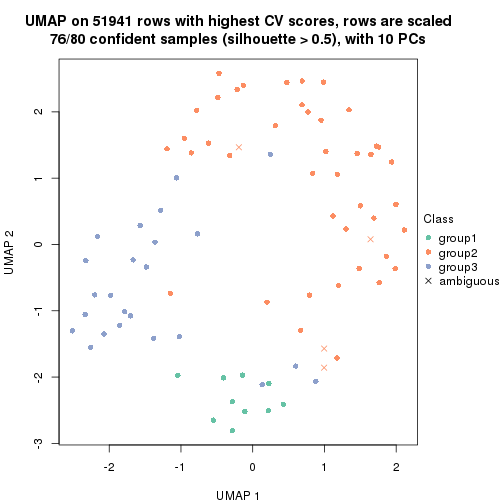 UMAP on 51941 rows with highest CV scores, rows are scaled
76/80 confident samples (silhouette > 0.5), with 10 PCs
2
1
0
-1
-2
-3
UMAP 2
Class
group1
group2
group3
ambiguous
-2 -1 0 1 2
UMAP 1